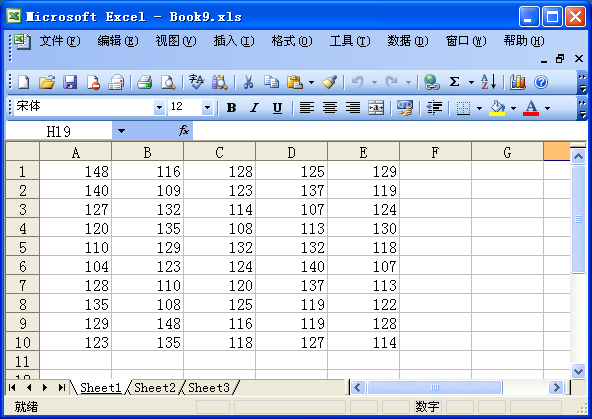 Microsoft Excel - Book9.xls
文件(F) 编辑(E) 视图(V) 插入(I) 格式(O) 工具(T) 数据(D) 窗口(W) 帮助(H)
宋体 12 B I U
H19 fx
A B C D E F G
1 148 116 128 125 129
2 140 109 123 137 119
3 127 132 114 107 124
4 120 135 108 113 130
5 110 129 132 132 118
6 104 123 124 140 107
7 128 110 120 137 113
8 135 108 125 119 122
9 129 148 116 119 128
10 123 135 118 127 114
11
Sheet1 Sheet2 Sheet3
就绪 数字